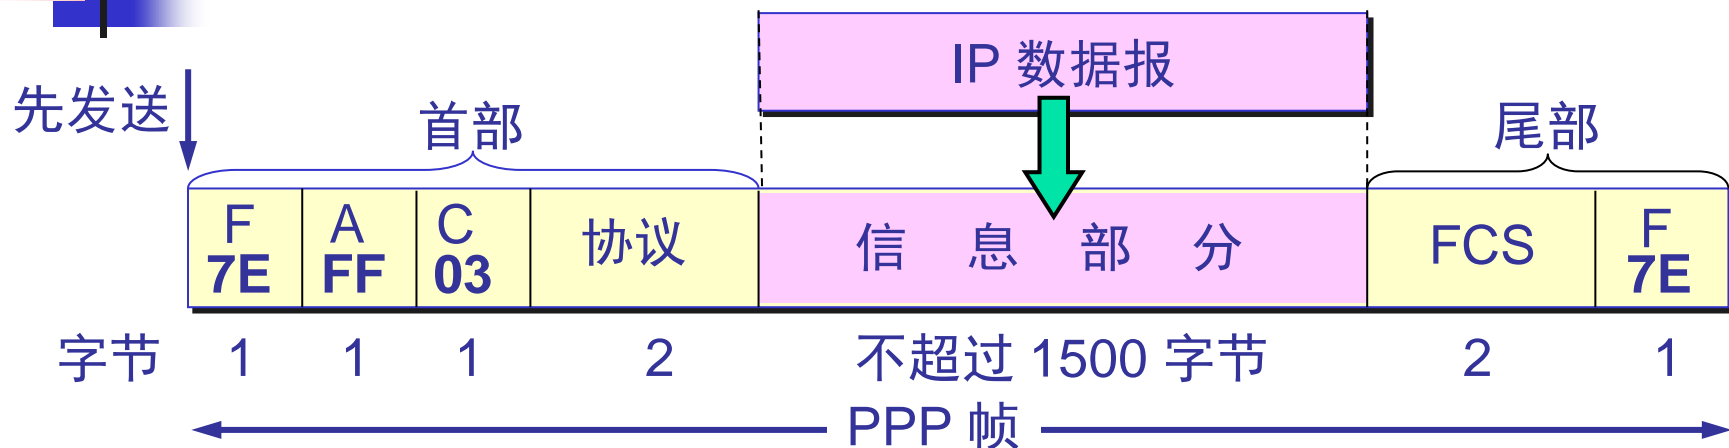 IP 数据报
先发送
首部
尾部
F A C 协议 信息部分 FCS F
7E FF 03 7E
字节 1 1 1 2 不超过 1500 字节 2 1
PPP 帧